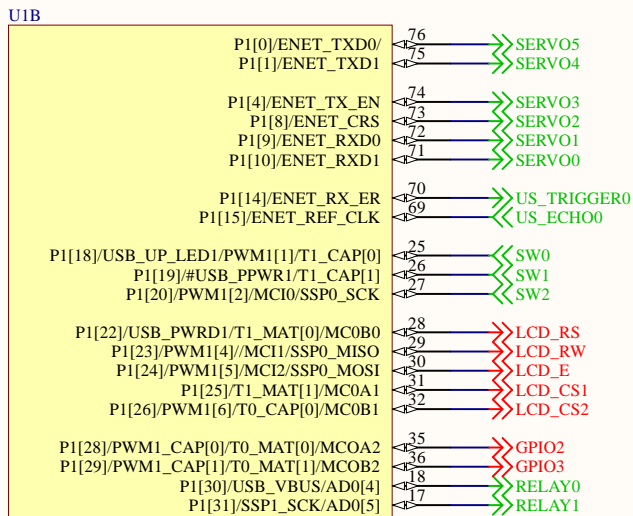 U1B
P1[0]/ENET_TXD0/ 76 SERVO5
P1[1]/ENET_TXD1 75 SERVO4
P1[4]/ENET_TX_EN 74 SERVO3
P1[8]/ENET_CRS 73 SERVO2
P1[9]/ENET_RXD0 72 SERVO1
P1[10]/ENET_RXD1 71 SERVO0
P1[14]/ENET_RX_ER 70 US_TRIGGER0
P1[15]/ENET_REF_CLK 69 US_ECHO0
P1[18]/USB_UP_LED1/PWM1[1]/T1_CAP[0] 25 SW0
P1[19]/#USB_PPWR1/T1_CAP[1] 26 SW1
P1[20]/PWM1[2]/MCI0/SSP0_SCK 27 SW2
P1[22]/USB_PWRD1/T1_MAT[0]/MC0B0 28 LCD_RS
P1[23]/PWM1[4]//MCI1/SSP0_MISO 29 LCD_RW
P1[24]/PWM1[5]/MCI2/SSP0_MOSI 30 LCD_E
P1[25]/T1_MAT[1]/MC0A1 31 LCD_CS1
P1[26]/PWM1[6]/T0_CAP[0]/MC0B1 32 LCD_CS2
P1[28]/PWM1_CAP[0]/T0_MAT[0]/MCOA2 35 GPIO2
P1[29]/PWM1_CAP[1]/T0_MAT[1]/MCOB2 36 GPIO3
P1[30]/USB_VBUS/AD0[4] 18 RELAY0
P1[31]/SSP1_SCK/AD0[5] 17 RELAY1